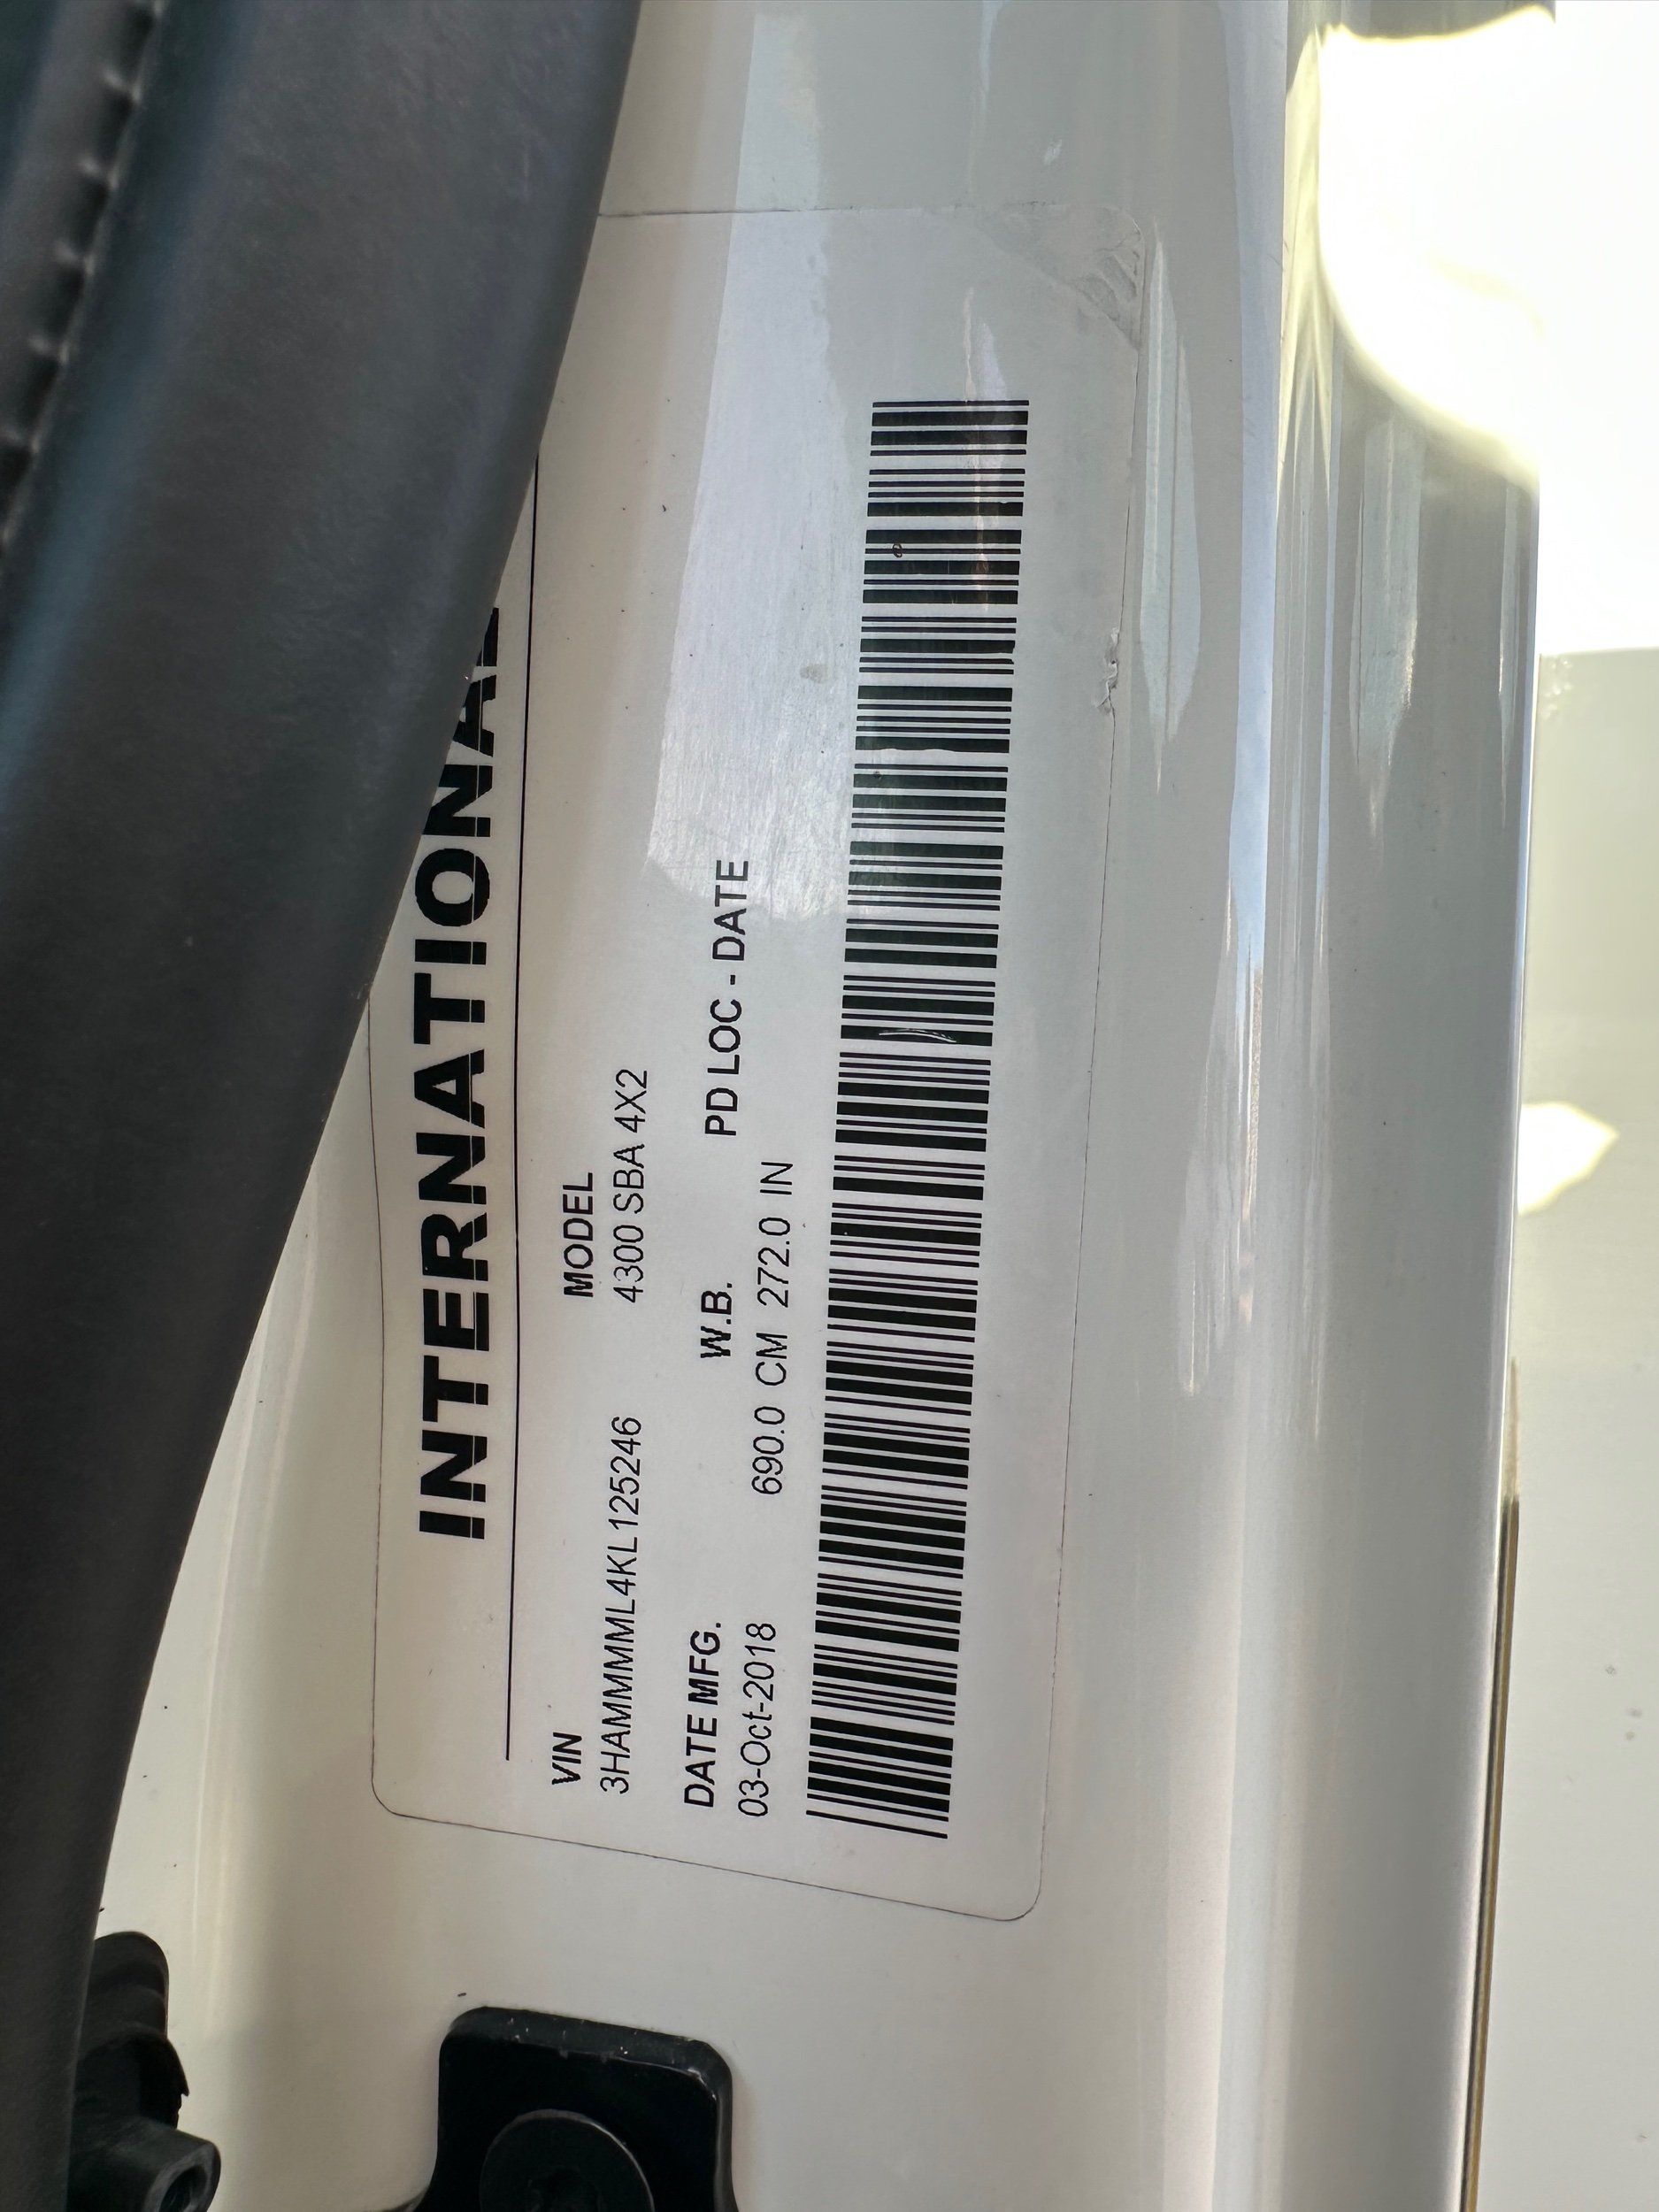 INTERNATIONAL
VIN MODEL
3HAMMMML4KL125246 4300 SBA 4X2
DATE MFG. W.B. PD LOC - DATE
03-Oct-2018 690.0 CM 272.0 IN